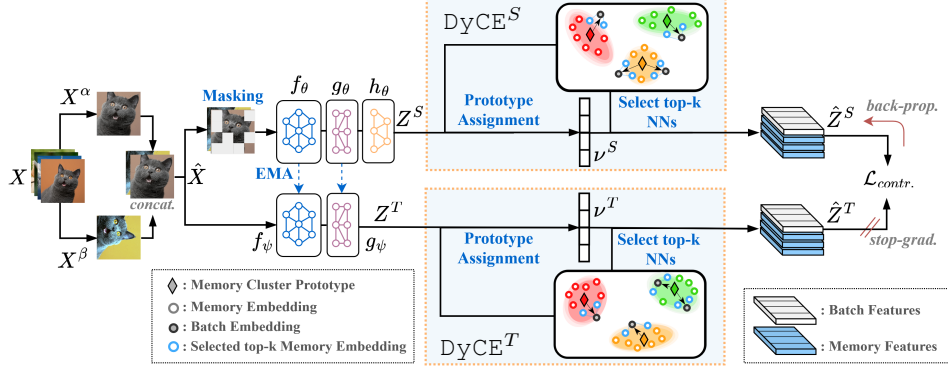 DyCE^S
X^α
Masking
f_θ
g_θ
h_θ
Z^S
Prototype
Assignment
Select top-k
NNs
ν^S
Ẑ^S
back-prop.
X
X̂
concat.
EMA
L_contr.
X^β
f_ψ
g_ψ
Z^T
ν^T
Prototype
Assignment
Select top-k
NNs
Ẑ^T
stop-grad.
DyCE^T
: Memory Cluster Prototype
: Memory Embedding
: Batch Embedding
: Selected top-k Memory Embedding
: Batch Features
: Memory Features